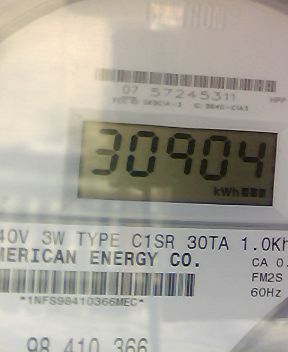 07 57245311
30904
kWh
40V 3W TYPE C1SR 30TA 1.0Kh
MERICAN ENERGY CO.
CA 0.
FM2S
60Hz
*1NFS98410366MEC*
98 410 366